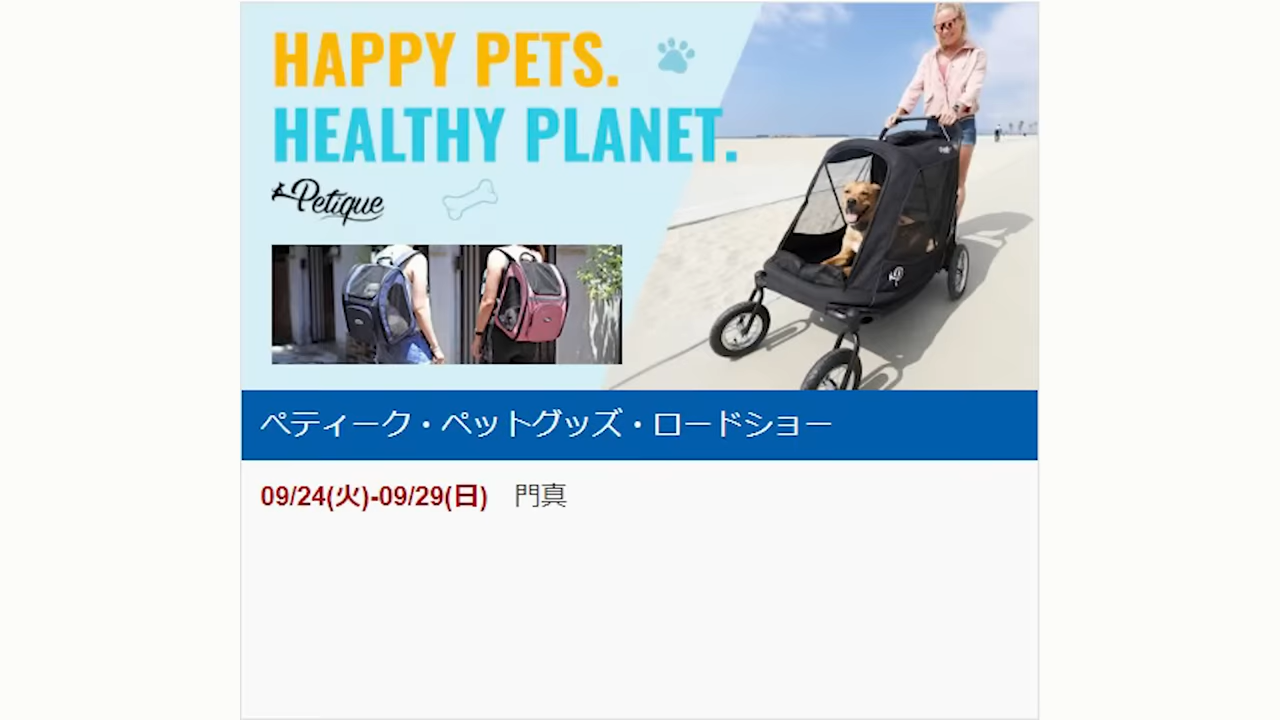 HAPPY PETS.
HEALTHY PLANET.
Petique
ペティーク・ペットグッズ・ロードショー
09/24(火)-09/29(日) 門真